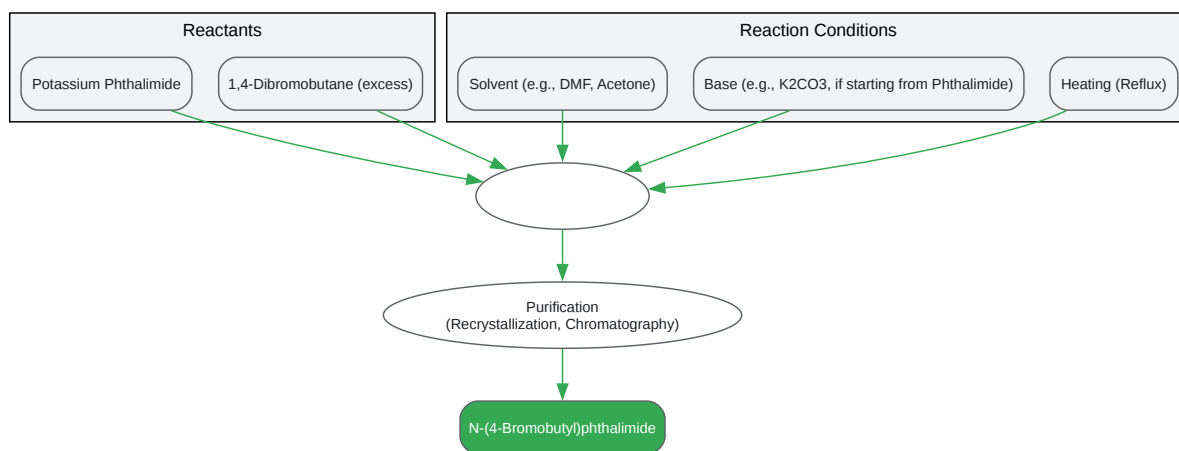 Reactants
Reaction Conditions
Potassium Phthalimide
1,4-Dibromobutane (excess)
Solvent (e.g., DMF, Acetone)
Base (e.g., K2CO3, if starting from Phthalimide)
Heating (Reflux)
Purification
(Recrystallization, Chromatography)
N-(4-Bromobutyl)phthalimide